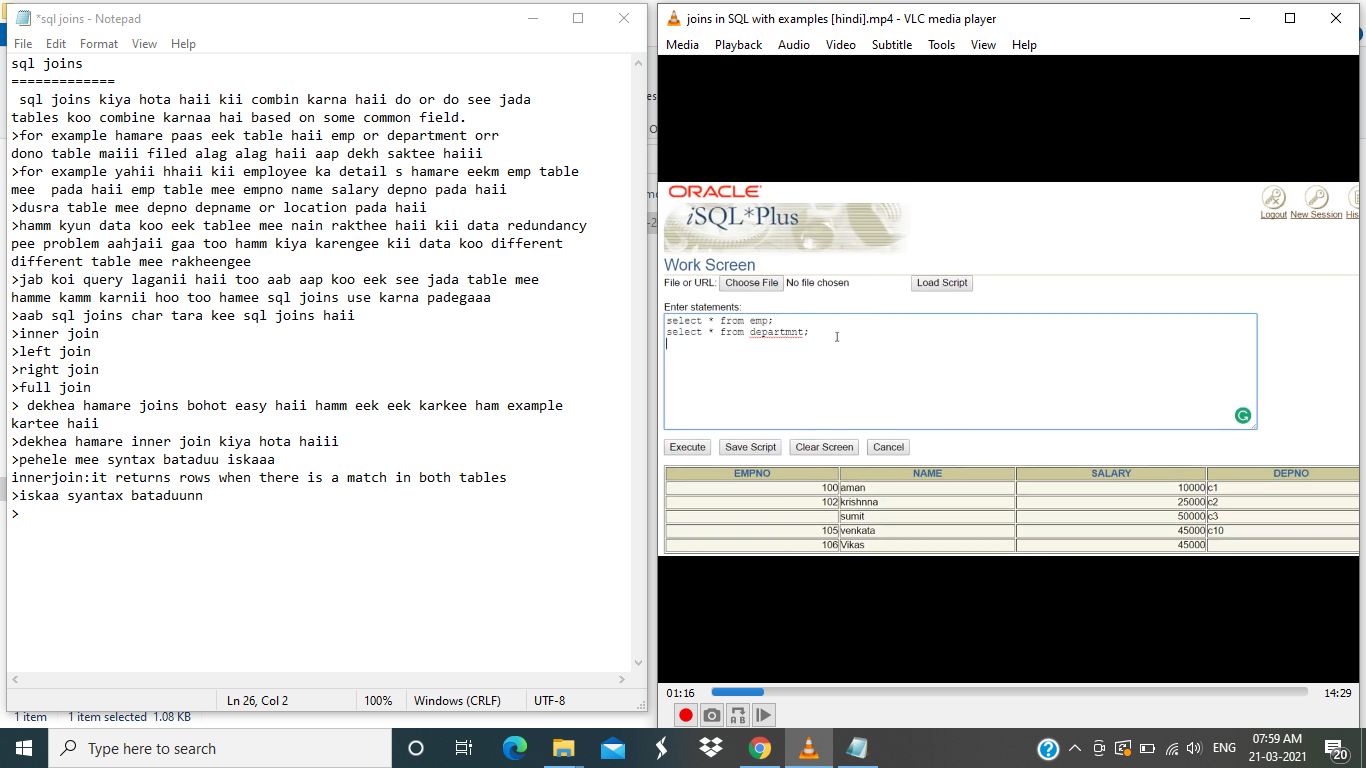 *sql joins - Notepad
File Edit Format View Help
sql joins
=============
sql joins kiya hota haii kii combin karna haii do or do see jada
tables koo combine karnaa hai based on some common field.
>for example hamare paas eek table haii emp or department orr
dono table maiii filed alag alag haii aap dekh saktee haiii
>for example yahii hhaii kii employee ka detail s hamare eekm emp table
mee  pada haii emp table mee empno name salary depno pada haii
>dusra table mee depno depname or location pada haii
>hamm kyun data koo eek tablee mee nain rakthee haii kii data redundancy
pee problem aahjaii gaa too hamm kiya karengee kii data koo different
different table mee rakheengee
>jab koi query laganii haii too aab aap koo eek see jada table mee
hamme kamm karnii hoo too hamee sql joins use karna padegaaa
>aab sql joins char tara kee sql joins haii
>inner join
>left join
>right join
>full join
> dekhea hamare joins bohot easy haii hamm eek eek karkee ham example
kartee haii
>dekhea hamare inner join kiya hota haiii
>pehele mee syntax bataduu iskaaa
innerjoin:it returns rows when there is a match in both tables
>iskaa syantax bataduunn
>
Ln 26, Col 2 100% Windows (CRLF) UTF-8
1 item 1 item selected 1.08 KB
joins in SQL with examples [hindi].mp4 - VLC media player
Media Playback Audio Video Subtitle Tools View Help
ORACLE
iSQL*Plus
Logout New Session His
Work Screen
File or URL: Choose File No file chosen Load Script
Enter statements:
select * from emp;
select * from departmnt;
Execute Save Script Clear Screen Cancel
EMPNO NAME SALARY DEPNO
100 aman 10000 c1
102 krishnna 25000 c2
sumit 50000 c3
105 venkata 45000 c10
106 Vikas 45000
01:16 14:29
A B
Type here to search
ENG
07:59 AM
21-03-2021
20